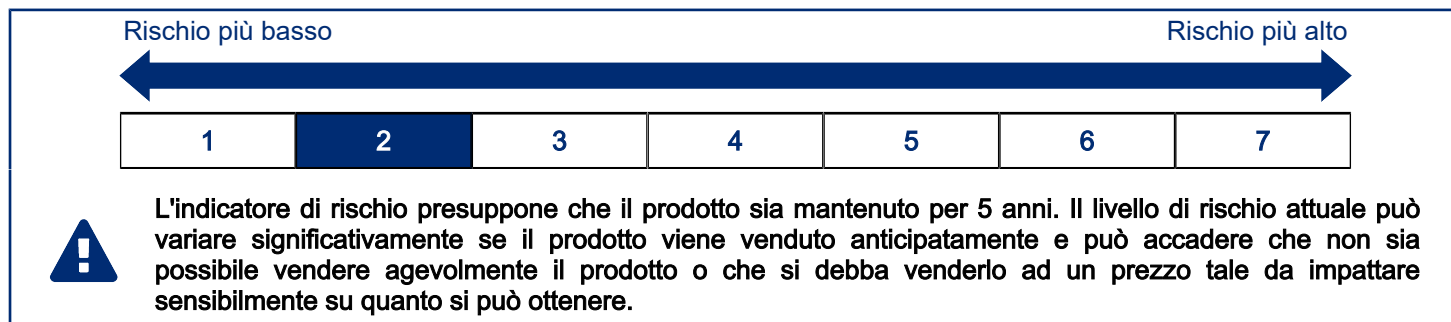 Rischio più basso Rischio più alto
1 2 3 4 5 6 7
L'indicatore di rischio presuppone che il prodotto sia mantenuto per 5 anni. Il livello di rischio attuale può
variare significativamente se il prodotto viene venduto anticipatamente e può accadere che non sia
possibile vendere agevolmente il prodotto o che si debba venderlo ad un prezzo tale da impattare
sensibilmente su quanto si può ottenere.